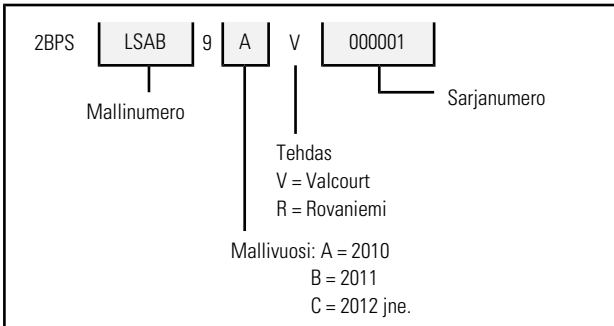 2BPS LSAB 9 A V 000001
Mallinumero
Sarjanumero
Tehdas
V = Valcourt
R = Rovaniemi
Mallivuosi: A = 2010
B = 2011
C = 2012 jne.